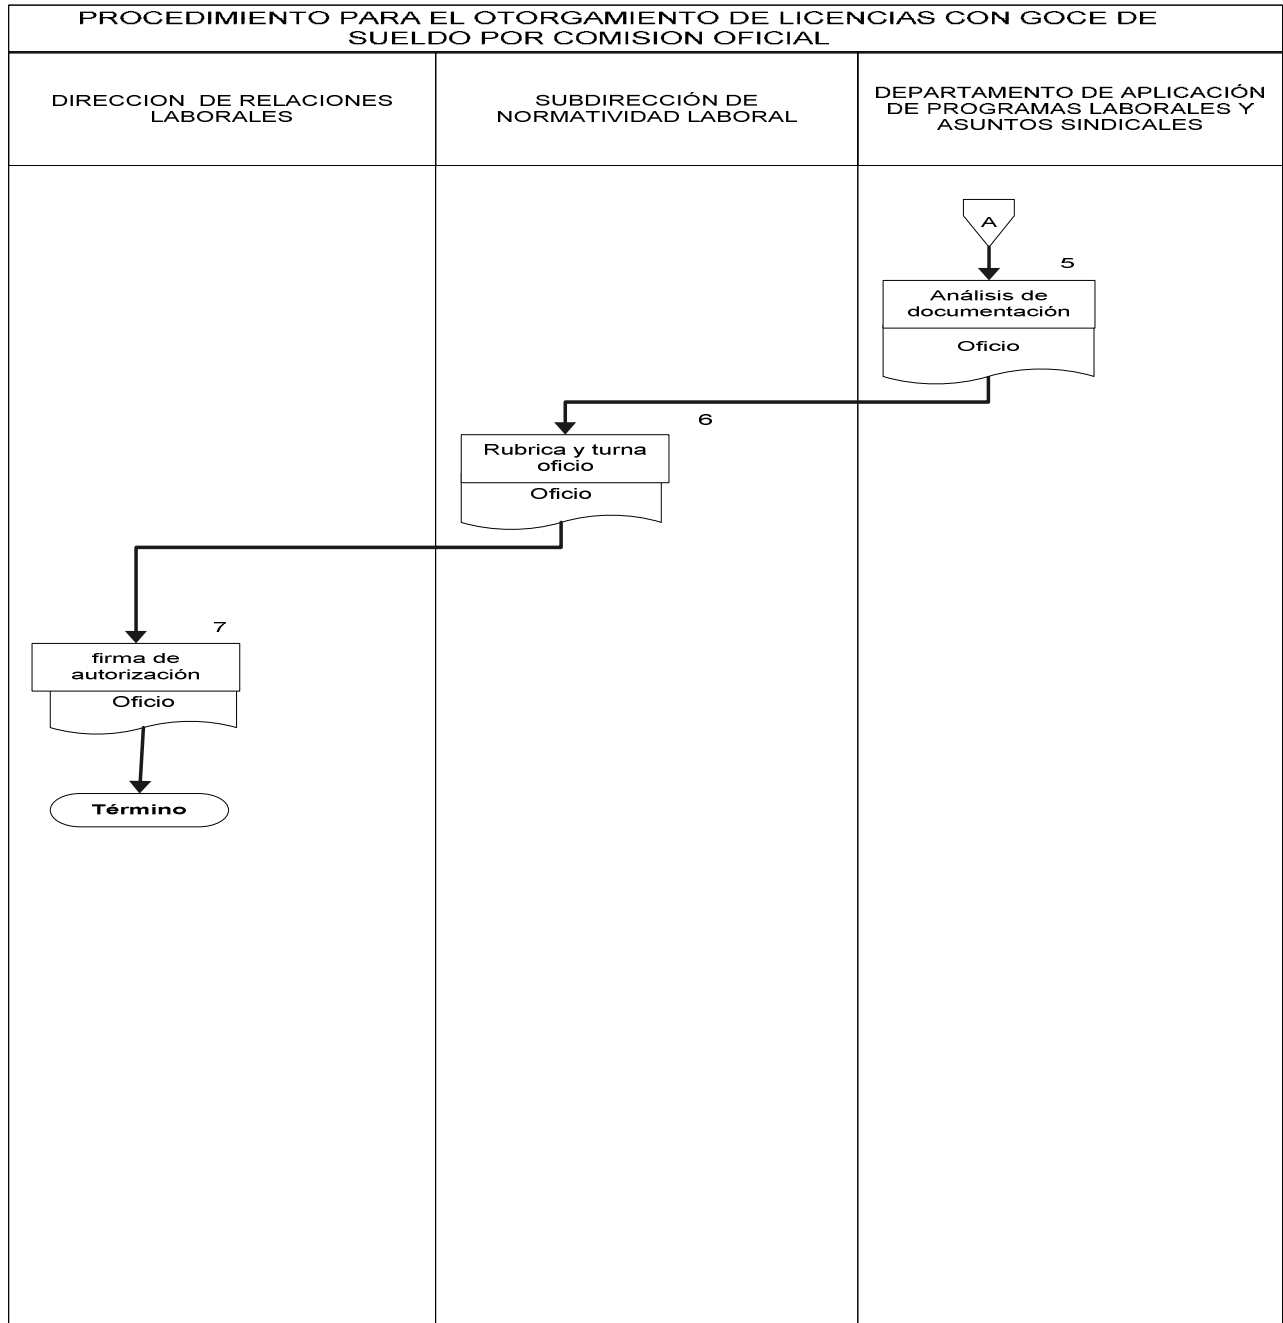 PROCEDIMIENTO PARA EL OTORGAMIENTO DE LICENCIAS CON GOCE DE
SUELDO POR COMISION OFICIAL
DIRECCION DE RELACIONES
LABORALES
SUBDIRECCIÓN DE
NORMATIVIDAD LABORAL
DEPARTAMENTO DE APLICACIÓN
DE PROGRAMAS LABORALES Y
ASUNTOS SINDICALES
A
5
Análisis de
documentación
Oficio
6
Rubrica y turna
oficio
Oficio
7
firma de
autorización
Oficio
Término